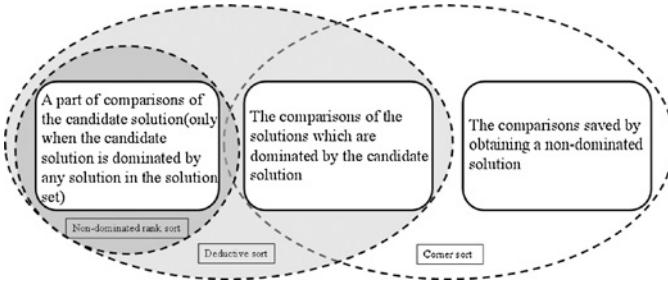 A part of comparisons of
the candidate solution(only
when the candidate
solution is dominated by
any solution in the solution
set)
The comparisons of the
solutions which are
dominated by the candidate
solution
The comparisons saved by
obtaining a non-dominated
solution
Non-dominated rank sort
Deductive sort
Corner sort